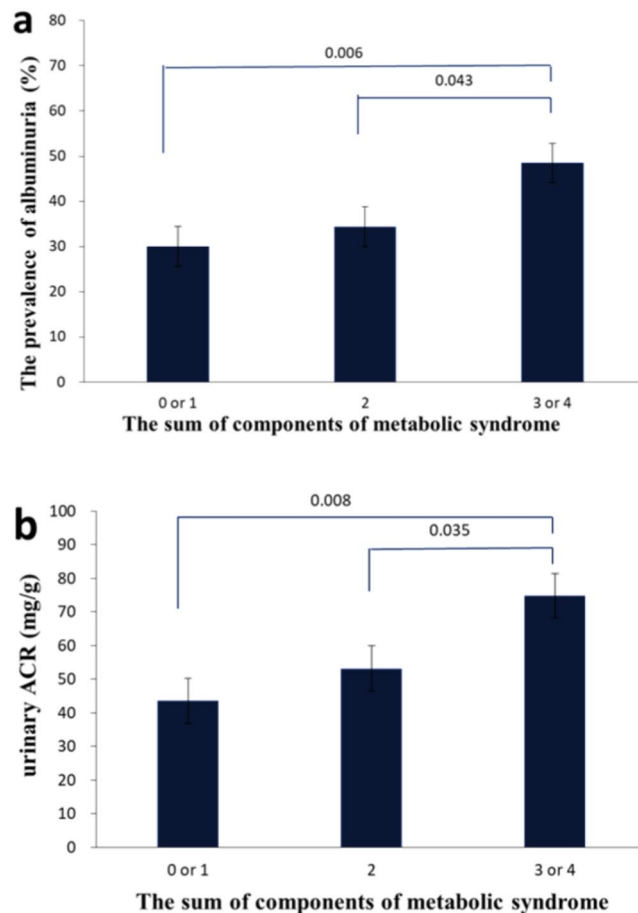 a
The prevalence of albuminuria (%)
80
70
60
50
40
30
20
10
0
0.006
0.043
0 or 1
2
3 or 4
The sum of components of metabolic syndrome
b
urinary ACR (mg/g)
100
90
80
70
60
50
40
30
20
10
0
0.008
0.035
0 or 1
2
3 or 4
The sum of components of metabolic syndrome